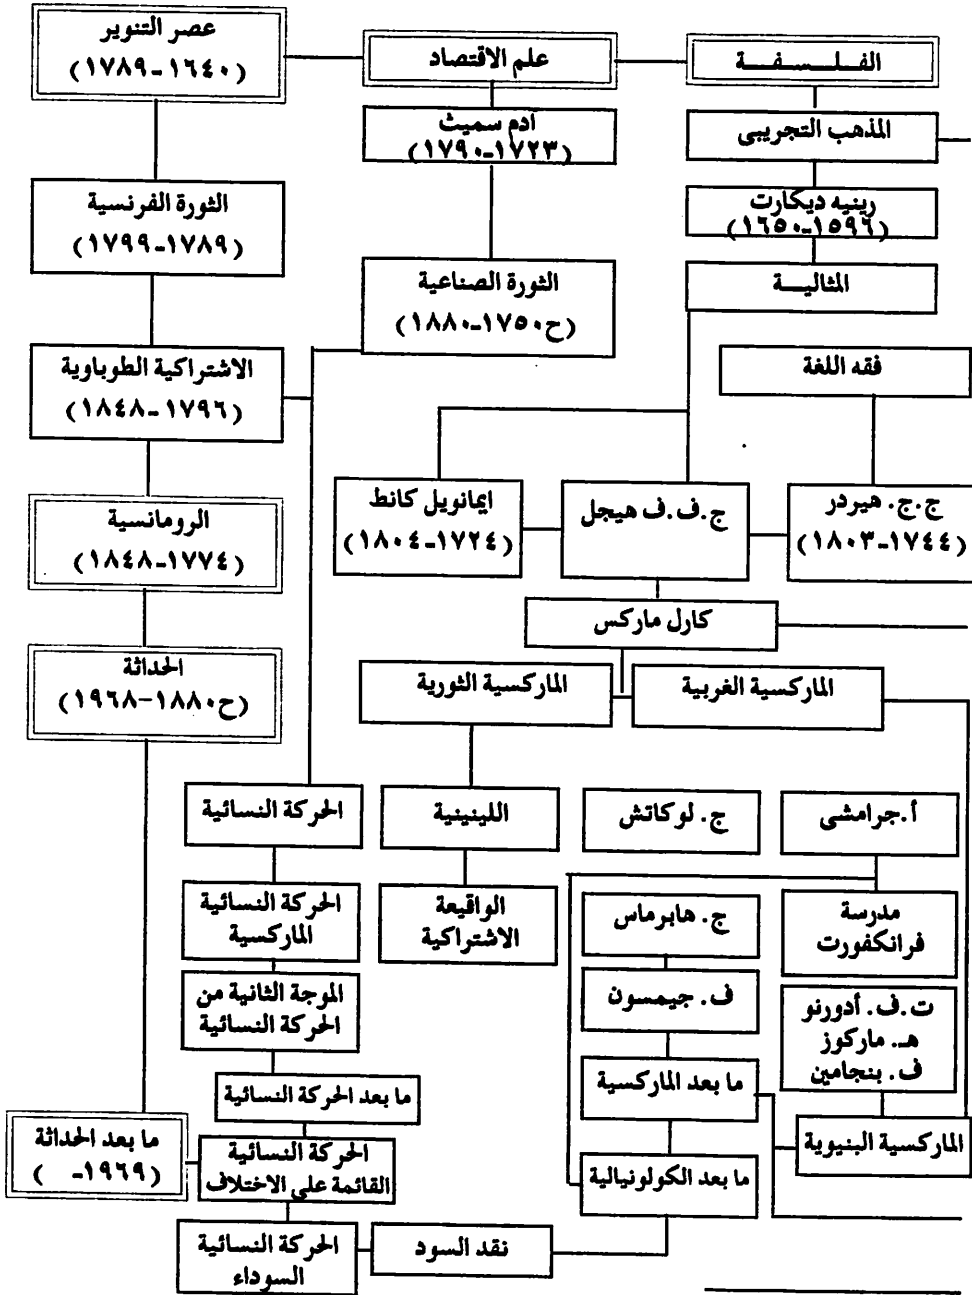 الفلسفة
علم الاقتصاد
عصر التنوير
(١٦٤٠-١٧٨٩)
المذهب التجريبى
آدم سميث
(١٧٢٣-١٧٩٠)
رينيه ديكارت
(١٥٩٦-١٦٥٠)
الثورة الفرنسية
(١٧٨٩-١٧٩٩)
المثالية
الثورة الصناعية
(ح١٧٥٠-١٨٨٠)
فقه اللغة
الاشتراكية الطوباوية
(١٧٩٦-١٨٤٨)
ج.ج. هيردر
(١٧٤٤-١٨٠٣)
ج.ف.ف هيجل
ايمانويل كانط
(١٧٢٤-١٨٠٤)
الرومانسية
(١٧٧٤-١٨٤٨)
كارل ماركس
الحداثة
(ح١٨٨٠-١٩٦٨)
الماركسية الغربية
الماركسية الثورية
أ.جرامشى
ج. لوكاتش
اللينينية
الحركة النسائية
مدرسة
فرانكفورت
ج. هابرماس
الواقيعة
الاشتراكية
الحركة النسائية
الماركسية
ت.ف. أدورنو
هـ. ماركوز
ف. بنجامين
ف. جيمسون
الموجة الثانية من
الحركة النسائية
ما بعد الماركسية
ما بعد الحركة النسائية
الماركسية البنيوية
ما بعد الكولونيالية
الحركة النسائية
القائمة على الاختلاف
ما بعد الحداثة
(١٩٦٩- )
نقد السود
الحركة النسائية
السوداء